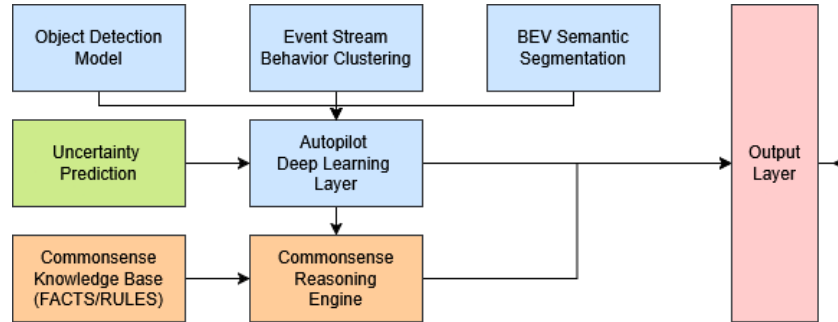 Object Detection
Model
Event Stream
Behavior Clustering
BEV Semantic
Segmentation
Uncertainty
Prediction
Autopilot
Deep Learning
Layer
Output
Layer
Commonsense
Knowledge Base
(FACTS/RULES)
Commonsense
Reasoning
Engine